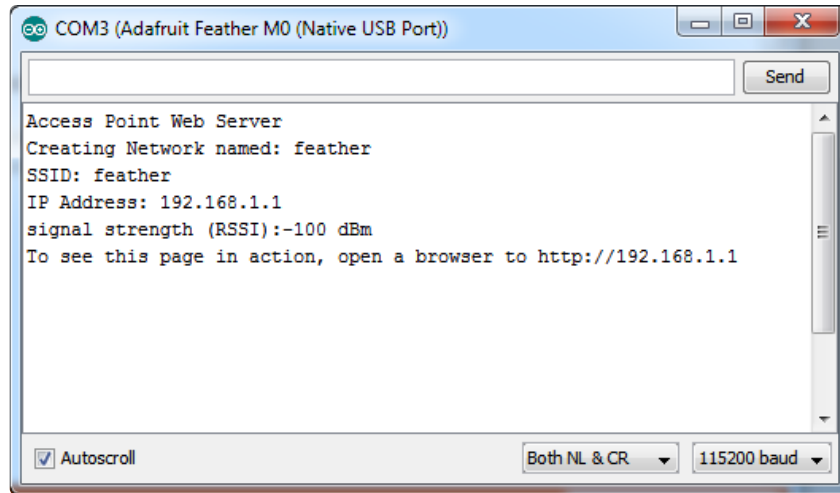 COM3 (Adafruit Feather M0 (Native USB Port))
Send
Access Point Web Server
Creating Network named: feather
SSID: feather
IP Address: 192.168.1.1
signal strength (RSSI):-100 dBm
To see this page in action, open a browser to http://192.168.1.1
Autoscroll
Both NL & CR
115200 baud